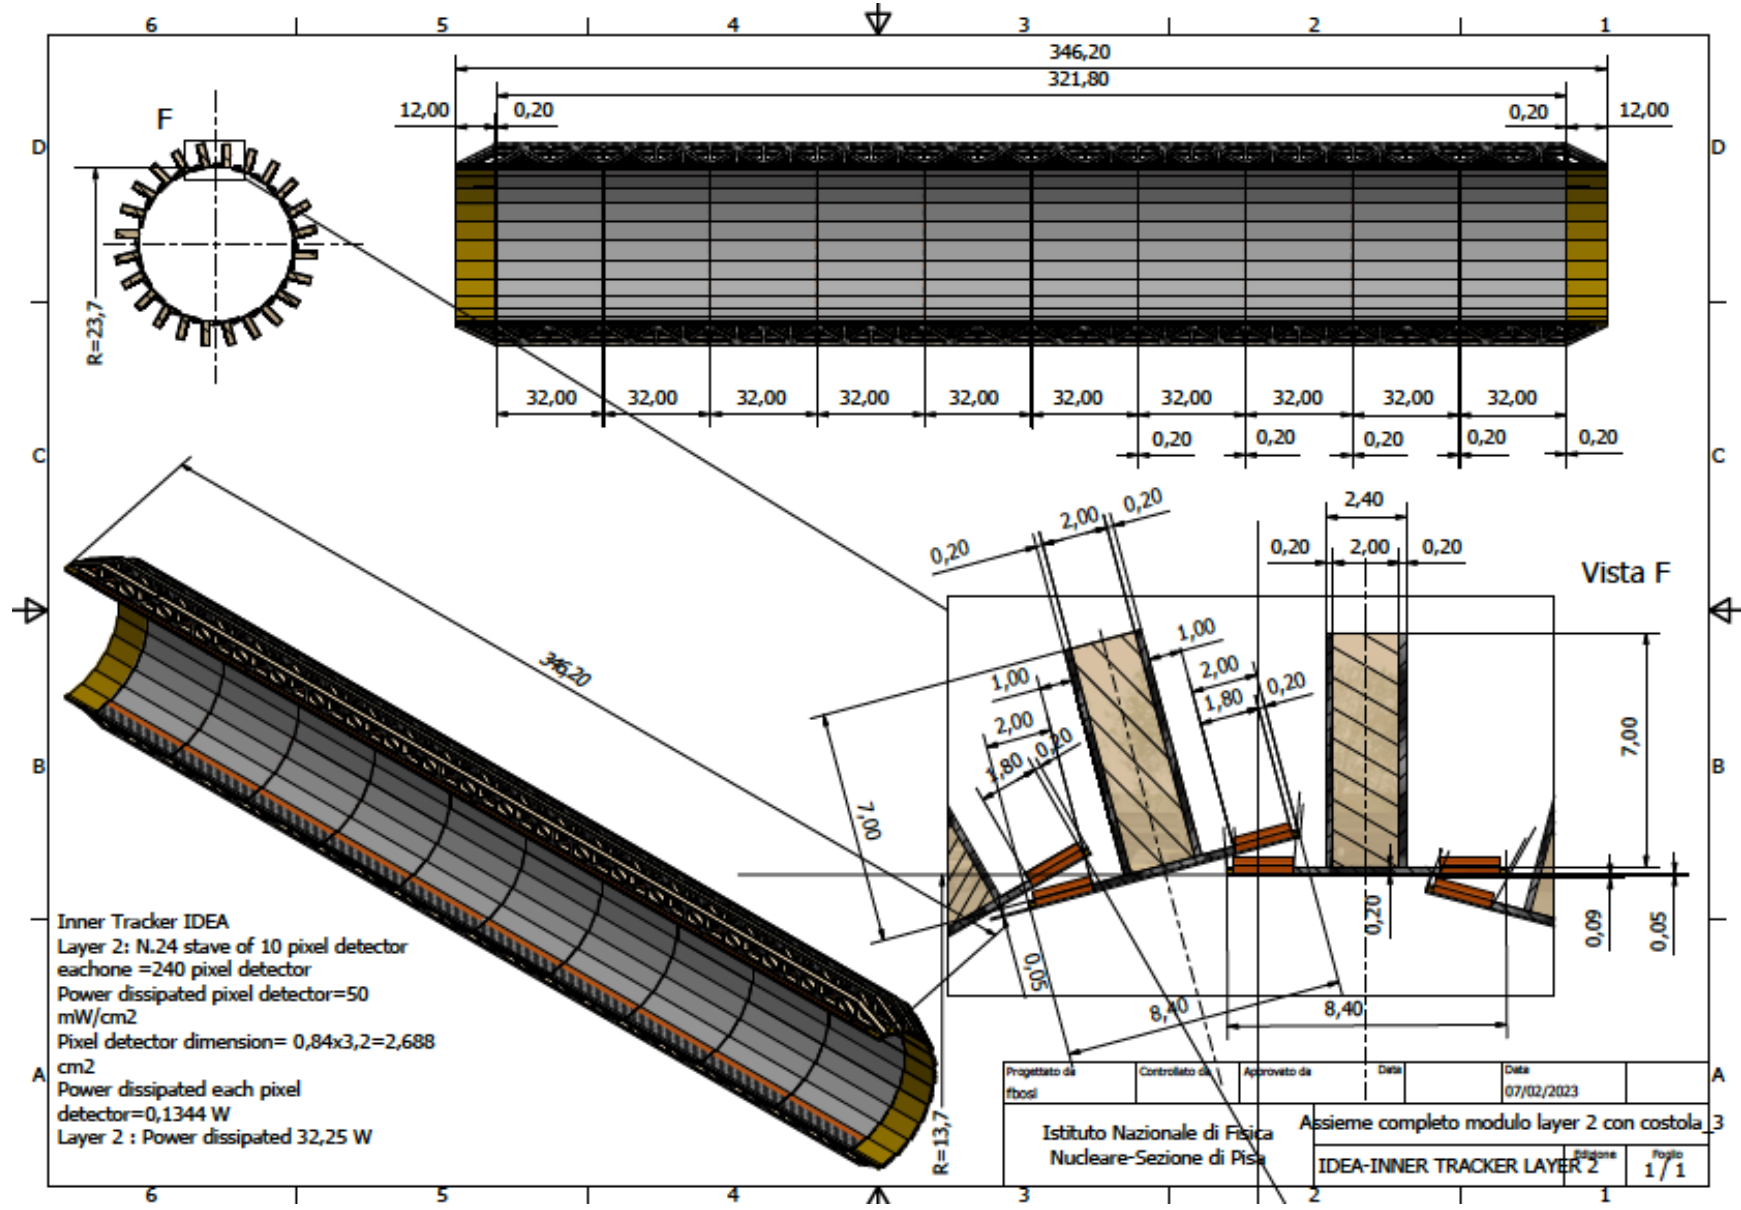 6 5 4 3 2 1
346,20
321,80
12,00 0,20 0,20 12,00
F
D D
R=23,7
32,00 32,00 32,00 32,00 32,00 32,00 32,00 32,00 32,00 32,00
0,20 0,20 0,20 0,20 0,20
C C
346,20
2,40
0,20 2,00 0,20
0,20 2,00 0,20
Vista F
1,00
2,00
1,80 0,20
1,00
2,00
1,80 0,20
7,00
7,00
B B
0,20
0,09
0,05
0,05
8,40
8,40
R=13,7
Inner Tracker IDEA
Layer 2: N.24 stave of 10 pixel detector
eachone =240 pixel detector
Power dissipated pixel detector=50
mW/cm2
Pixel detector dimension= 0,84x3,2=2,688
cm2
Power dissipated each pixel
detector=0,1344 W
Layer 2 : Power dissipated 32,25 W
A A
Progettato da Controllato da Approvato da Data Data
fbosi 07/02/2023
Istituto Nazionale di Fisica
Nucleare-Sezione di Pisa
Assieme completo modulo layer 2 con costola 3
IDEA-INNER TRACKER LAYER 2
Edizione Foglio
1 / 1
6 5 4 3 2 1